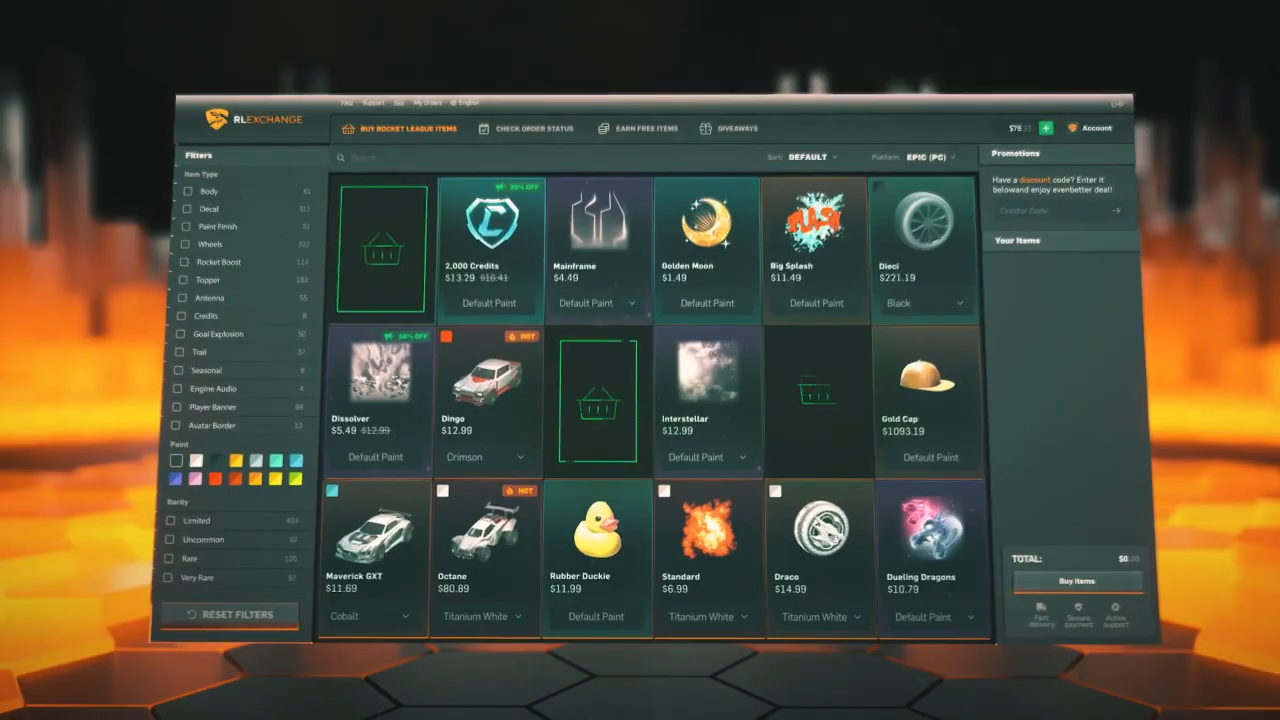 FAQ Support My Orders English
RLEXCHANGE
BUY ROCKET LEAGUE ITEMS
CHECK ORDER STATUS
EARN FREE ITEMS
GIVEAWAYS
$78.33
Account
Filters
Item Type
Body 61
Decal 311
Paint Finish 31
Wheels 322
Rocket Boost 114
Topper 183
Antenna 55
Credits 6
Goal Explosion 50
Trail 37
Seasonal 8
Engine Audio 4
Player Banner 99
Avatar Border 13
Paint
Rarity
Limited 404
Uncommon 67
Rare 120
Very Rare 97
RESET FILTERS
Search
Sort: DEFAULT
Platform: EPIC (PC)
2,000 Credits
$13.29 $16.41
Default Paint
Mainframe
$4.49
Default Paint
Golden Moon
$1.49
Default Paint
Big Splash
$11.49
Default Paint
Dieci
$221.19
Black
Dissolver
$5.49 $12.99
Default Paint
HOT
Dingo
$12.99
Crimson
Interstellar
$12.99
Default Paint
Gold Cap
$1093.19
Default Paint
Maverick GXT
$11.69
Cobalt
HOT
Octane
$80.89
Titanium White
Rubber Duckie
$11.99
Default Paint
Standard
$6.99
Titanium White
Draco
$14.99
Titanium White
Dueling Dragons
$10.79
Default Paint
Promotions
Have a discount code? Enter it
belowand enjoy evenbetter deal!
Creator Code
Your Items
TOTAL: $0.00
Buy Items
Fast
delivery
Secure
payment
Active
support